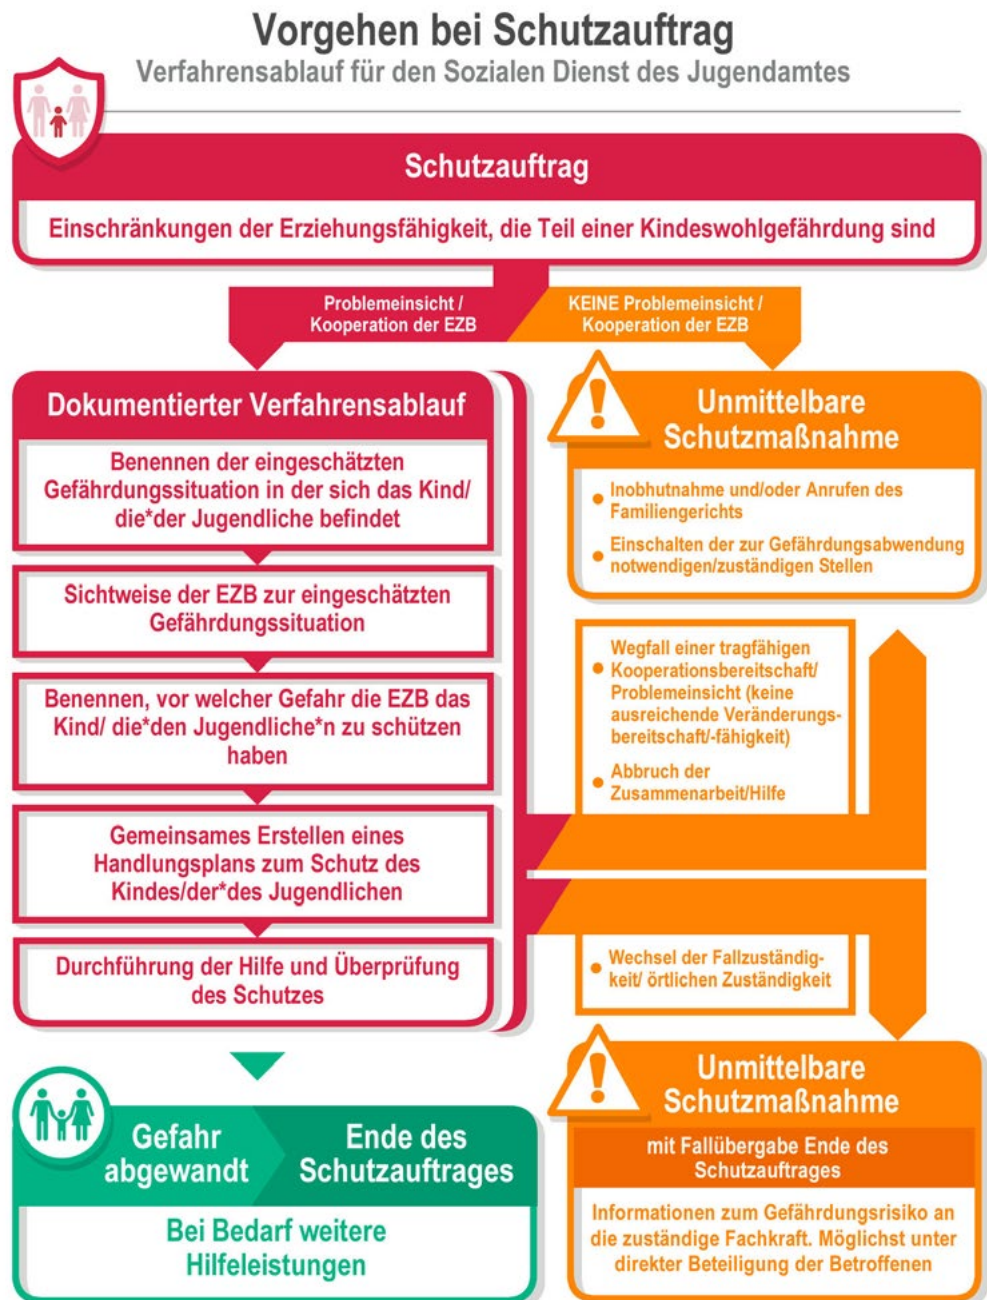 Vorgehen bei Schutzauftrag
Verfahrensablauf für den Sozialen Dienst des Jugendamtes
Schutzauftrag
Einschränkungen der Erziehungsfähigkeit, die Teil einer Kindeswohlgefährdung sind
Problemeinsicht /
Kooperation der EZB
KEINE Problemeinsicht /
Kooperation der EZB
Dokumentierter Verfahrensablauf
Benennen der eingeschätzten
Gefährdungssituation in der sich das Kind/
die*der Jugendliche befindet
Sichtweise der EZB zur eingeschätzten
Gefährdungssituation
Benennen, vor welcher Gefahr die EZB das
Kind/ die*den Jugendliche*n zu schützen
haben
Gemeinsames Erstellen eines
Handlungsplans zum Schutz des
Kindes/der*des Jugendlichen
Durchführung der Hilfe und Überprüfung
des Schutzes
Unmittelbare
Schutzmaßnahme
• Inobhutnahme und/oder Anrufen des
Familiengerichts
• Einschalten der zur Gefährdungsabwendung
notwendigen/zuständigen Stellen
Wegfall einer tragfähigen
• Kooperationsbereitschaft/
Problemeinsicht (keine
ausreichende Veränderungs-
bereitschaft/-fähigkeit)
• Abbruch der
Zusammenarbeit/Hilfe
• Wechsel der Fallzuständig-
keit/ örtlichen Zuständigkeit
Gefahr
abgewandt
Ende des
Schutzauftrages
Bei Bedarf weitere
Hilfeleistungen
Unmittelbare
Schutzmaßnahme
mit Fallübergabe Ende des
Schutzauftrages
Informationen zum Gefährdungsrisiko an
die zuständige Fachkraft. Möglichst unter
direkter Beteiligung der Betroffenen